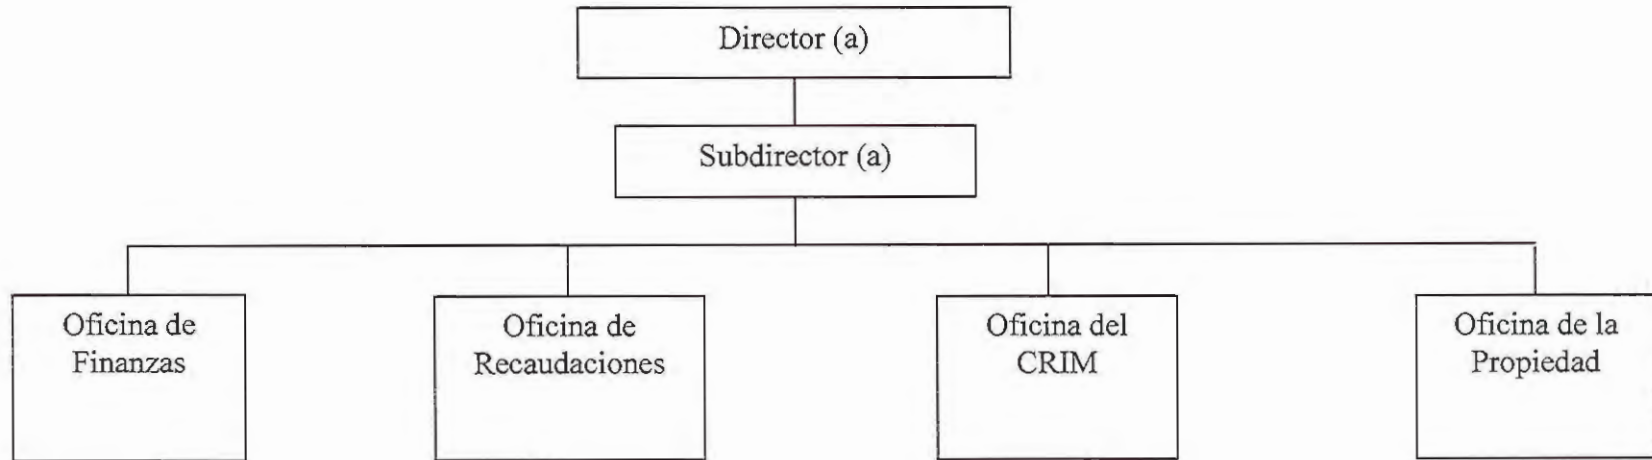 Director (a)
Subdirector (a)
Oficina de
Finanzas
Oficina de
Recaudaciones
Oficina del
CRIM
Oficina de la
Propiedad